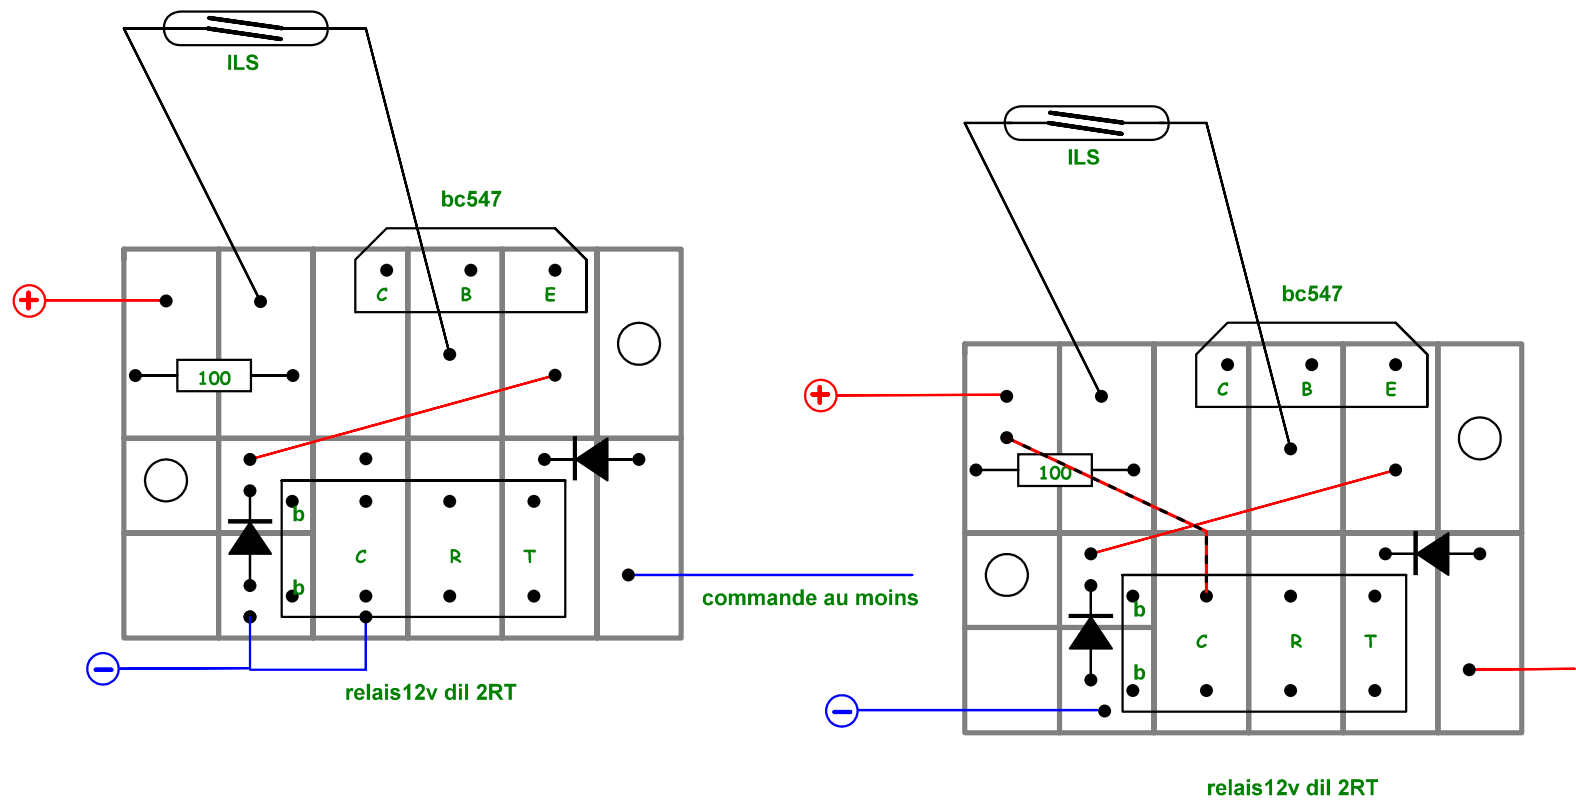 ILS
bc547
C B E
+
100
b
C R T
b
commande au moins
−
relais12v dil 2RT
ILS
bc547
C B E
+
100
b
C R T
b
−
relais12v dil 2RT